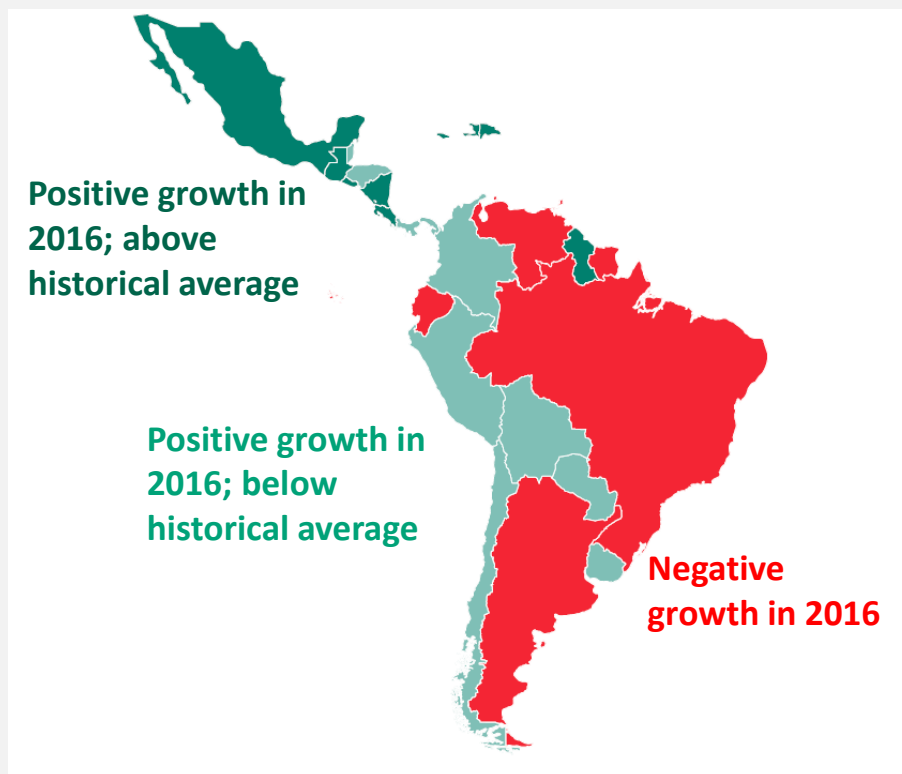 Positive growth in
2016; above
historical average
Positive growth in
2016; below
historical average
Negative
growth in 2016